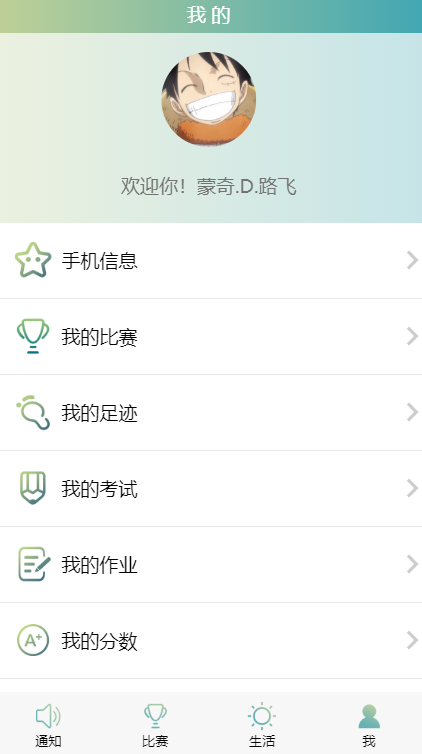 我 的
欢迎你！蒙奇.D.路飞
手机信息
我的比赛
我的足迹
我的考试
我的作业
A+
我的分数
通知 比赛 生活 我